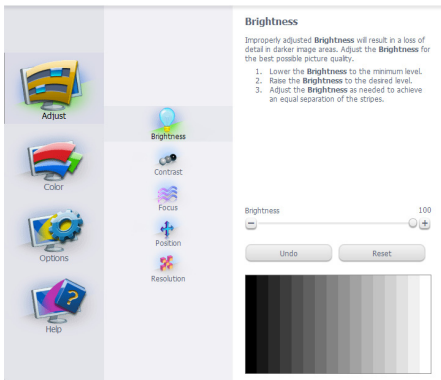 Adjust
Color
Options
Help
Brightness
Contrast
Focus
Position
Resolution
Brightness
Improperly adjusted Brightness will result in a loss of
detail in darker image areas. Adjust the Brightness for
the best possible picture quality.
1. Lower the Brightness to the minimum level.
2. Raise the Brightness to the desired level.
3. Adjust the Brightness as needed to achieve
an equal separation of the stripes.
Brightness 100
Undo Reset